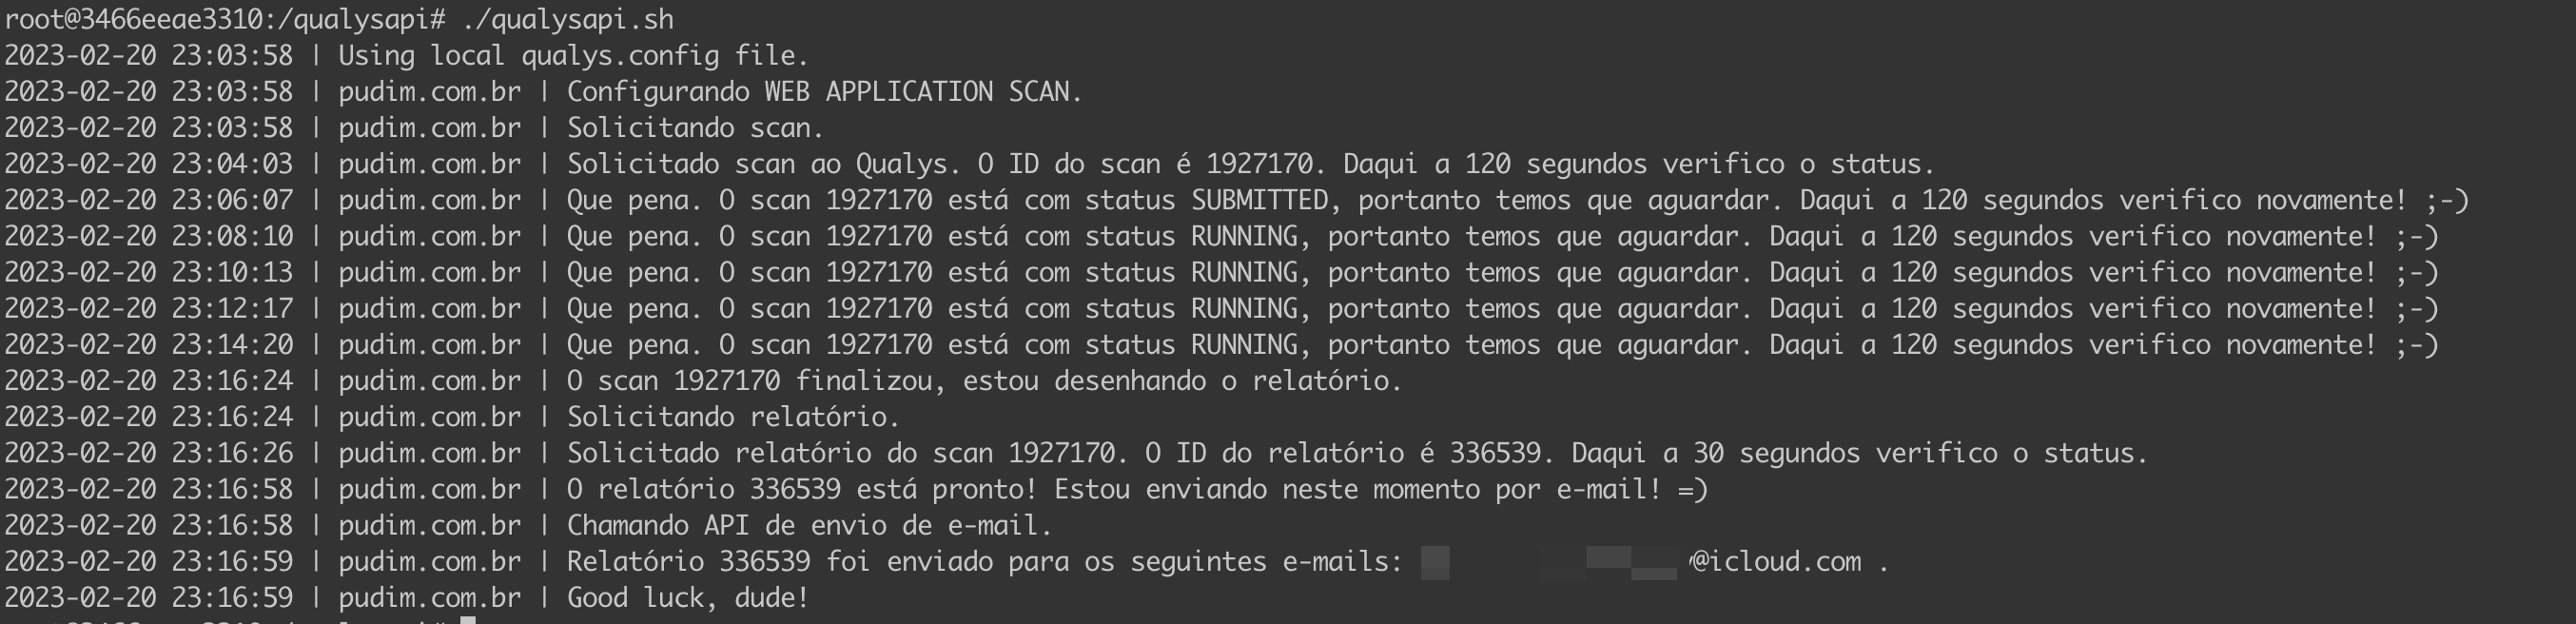 root@3466eeae3310:/qualysapi# ./qualysapi.sh
2023-02-20 23:03:58 | Using local qualys.config file.
2023-02-20 23:03:58 | pudim.com.br | Configurando WEB APPLICATION SCAN.
2023-02-20 23:03:58 | pudim.com.br | Solicitando scan.
2023-02-20 23:04:03 | pudim.com.br | Solicitado scan ao Qualys. O ID do scan é 1927170. Daqui a 120 segundos verifico o status.
2023-02-20 23:06:07 | pudim.com.br | Que pena. O scan 1927170 está com status SUBMITTED, portanto temos que aguardar. Daqui a 120 segundos verifico novamente! ;-)
2023-02-20 23:08:10 | pudim.com.br | Que pena. O scan 1927170 está com status RUNNING, portanto temos que aguardar. Daqui a 120 segundos verifico novamente! ;-)
2023-02-20 23:10:13 | pudim.com.br | Que pena. O scan 1927170 está com status RUNNING, portanto temos que aguardar. Daqui a 120 segundos verifico novamente! ;-)
2023-02-20 23:12:17 | pudim.com.br | Que pena. O scan 1927170 está com status RUNNING, portanto temos que aguardar. Daqui a 120 segundos verifico novamente! ;-)
2023-02-20 23:14:20 | pudim.com.br | Que pena. O scan 1927170 está com status RUNNING, portanto temos que aguardar. Daqui a 120 segundos verifico novamente! ;-)
2023-02-20 23:16:24 | pudim.com.br | O scan 1927170 finalizou, estou desenhando o relatório.
2023-02-20 23:16:24 | pudim.com.br | Solicitando relatório.
2023-02-20 23:16:26 | pudim.com.br | Solicitado relatório do scan 1927170. O ID do relatório é 336539. Daqui a 30 segundos verifico o status.
2023-02-20 23:16:58 | pudim.com.br | O relatório 336539 está pronto! Estou enviando neste momento por e-mail! =)
2023-02-20 23:16:58 | pudim.com.br | Chamando API de envio de e-mail.
2023-02-20 23:16:59 | pudim.com.br | Relatório 336539 foi enviado para os seguintes e-mails: @icloud.com .
2023-02-20 23:16:59 | pudim.com.br | Good luck, dude!